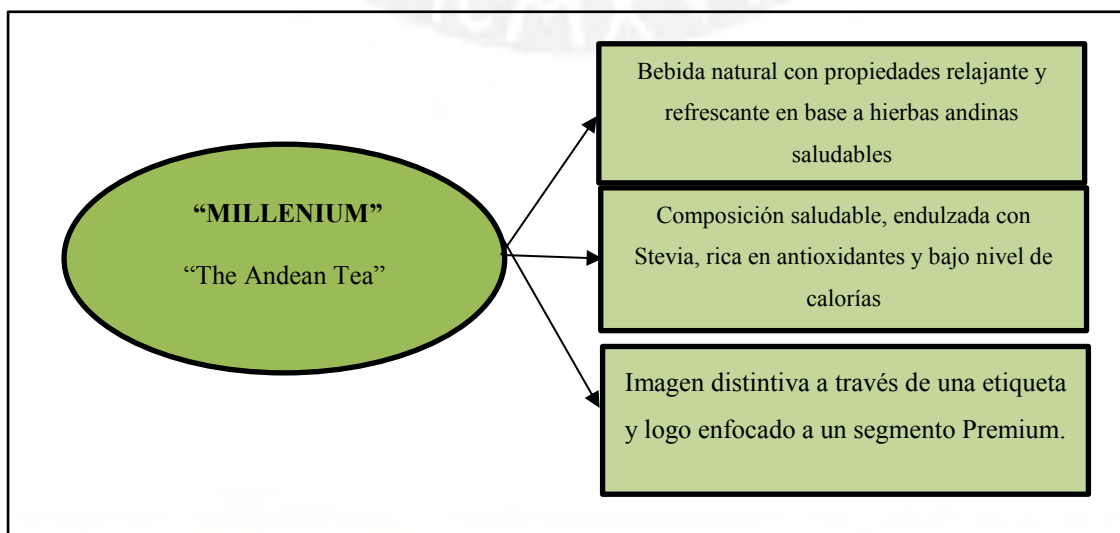 “MILLENIUM”
“The Andean Tea”
Bebida natural con propiedades relajante y
refrescante en base a hierbas andinas
saludables
Composición saludable, endulzada con
Stevia, rica en antioxidantes y bajo nivel de
calorías
Imagen distintiva a través de una etiqueta
y logo enfocado a un segmento Premium.